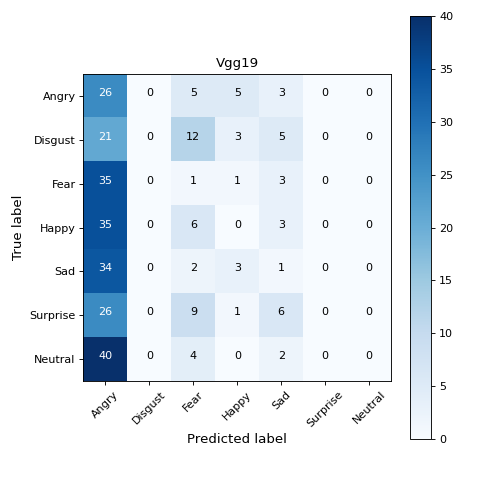 Vgg19
Angry 26 0 5 5 3 0 0
Disgust 21 0 12 3 5 0 0
Fear 35 0 1 1 3 0 0
Happy 35 0 6 0 3 0 0
Sad 34 0 2 3 1 0 0
Surprise 26 0 9 1 6 0 0
Neutral 40 0 4 0 2 0 0
Angry Disgust Fear Happy Sad Surprise Neutral
Predicted label
True label
40
35
30
25
20
15
10
5
0